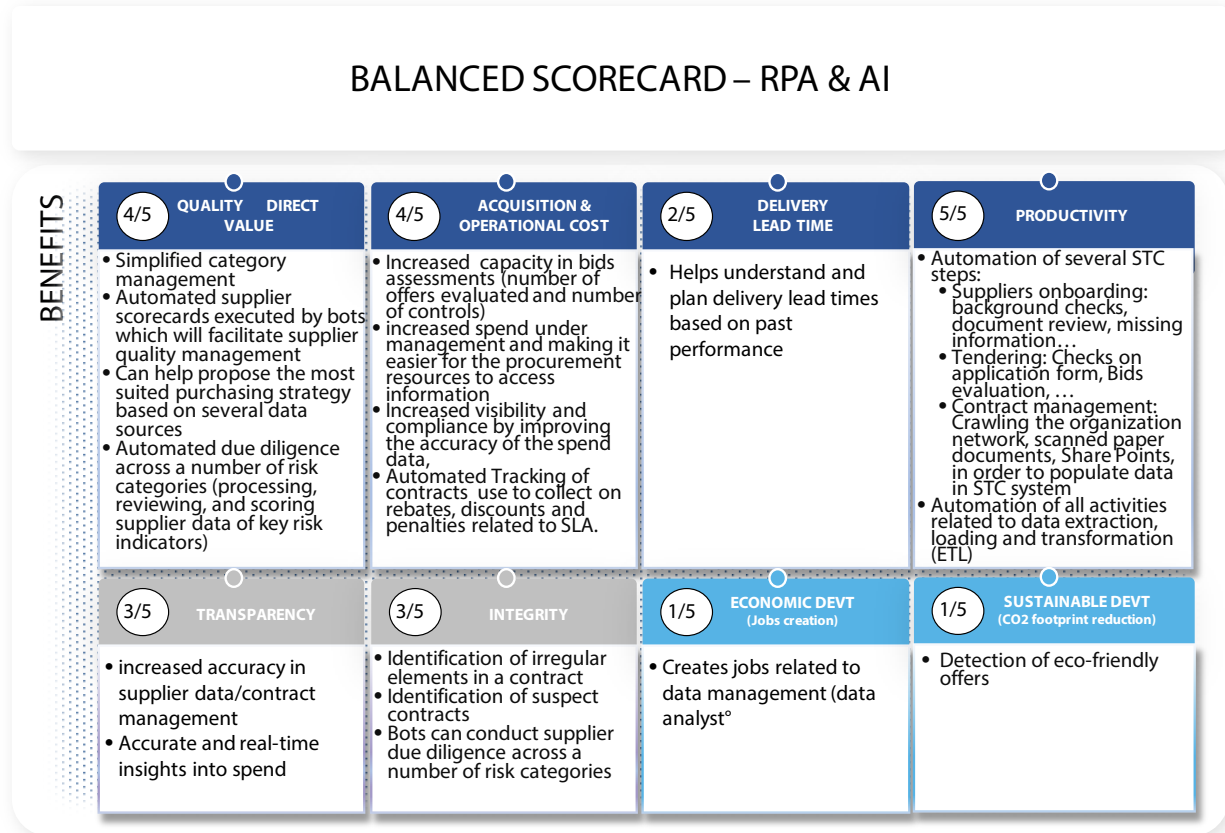 BALANCED SCORECARD – RPA & AI
BENEFITS
4/5
QUALITY DIRECT
VALUE
• Simplified category
management
• Automated supplier
scorecards executed by bots
which will facilitate supplier
quality management
• Can help propose the most
suited purchasing strategy
based on several data
sources
• Automated due diligence
across a number of risk
categories (processing,
reviewing, and scoring
supplier data of key risk
indicators)
4/5
ACQUISITION &
OPERATIONAL COST
• Increased capacity in bids
assessments (number of
offers evaluated and number
of controls)
• increased spend under
management and making it
easier for the procurement
resources to access
information
• Increased visibility and
compliance by improving
the accuracy of the spend
data,
• Automated Tracking of
contracts use to collect on
rebates, discounts and
penalties related to SLA.
2/5
DELIVERY
LEAD TIME
• Helps understand and
plan delivery lead times
based on past
performance
5/5
PRODUCTIVITY
• Automation of several STC
steps:
• Suppliers onboarding:
background checks,
document review, missing
information…
• Tendering: Checks on
application form, Bids
evaluation, …
• Contract management:
Crawling the organization
network, scanned paper
documents, Share Points,
in order to populate data
in STC system
• Automation of all activities
related to data extraction,
loading and transformation
(ETL)
3/5
TRANSPARENCY
• increased accuracy in
supplier data/contract
management
• Accurate and real-time
insights into spend
3/5
INTEGRITY
• Identification of irregular
elements in a contract
• Identification of suspect
contracts
• Bots can conduct supplier
due diligence across a
number of risk categories
1/5
ECONOMIC DEVT
(Jobs creation)
• Creates jobs related to
data management (data
analyst°
1/5
SUSTAINABLE DEVT
(CO2 footprint reduction)
• Detection of eco-friendly
offers